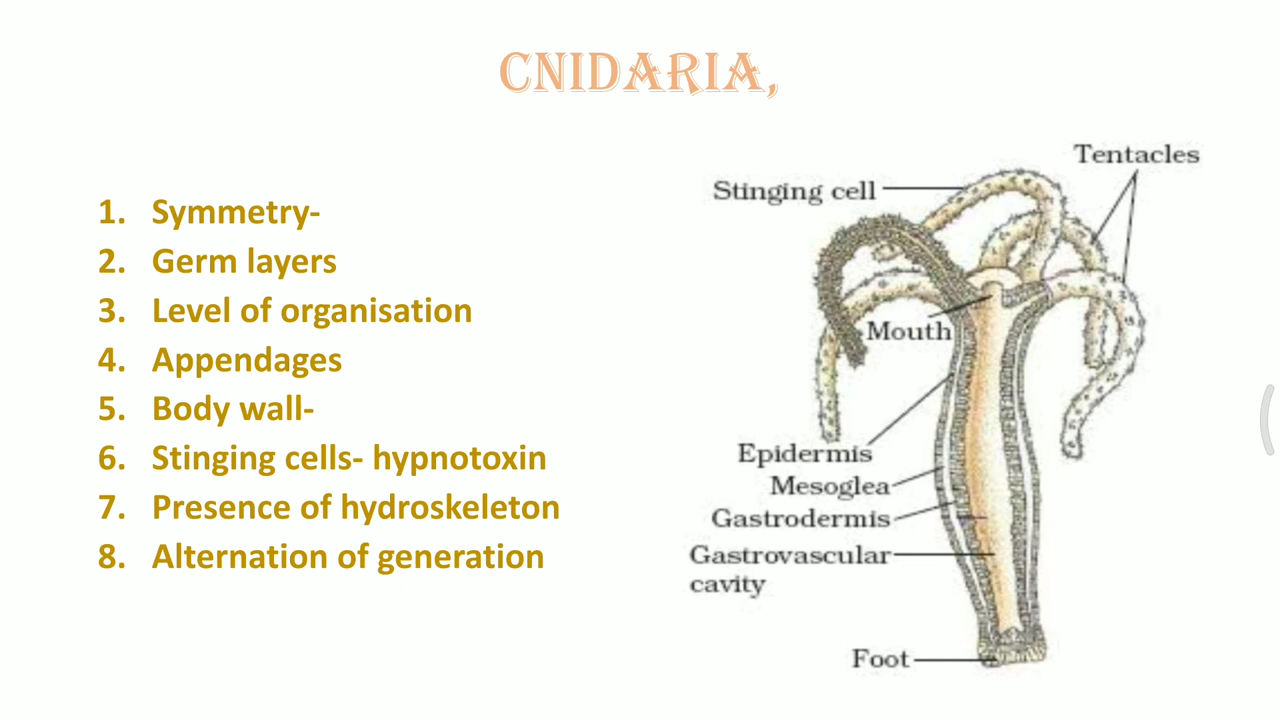 CNIDARIA,
1. Symmetry-
2. Germ layers
3. Level of organisation
4. Appendages
5. Body wall-
6. Stinging cells- hypnotoxin
7. Presence of hydroskeleton
8. Alternation of generation
Tentacles
Stinging cell
Mouth
Epidermis
Mesoglea
Gastrodermis
Gastrovascular
cavity
Foot